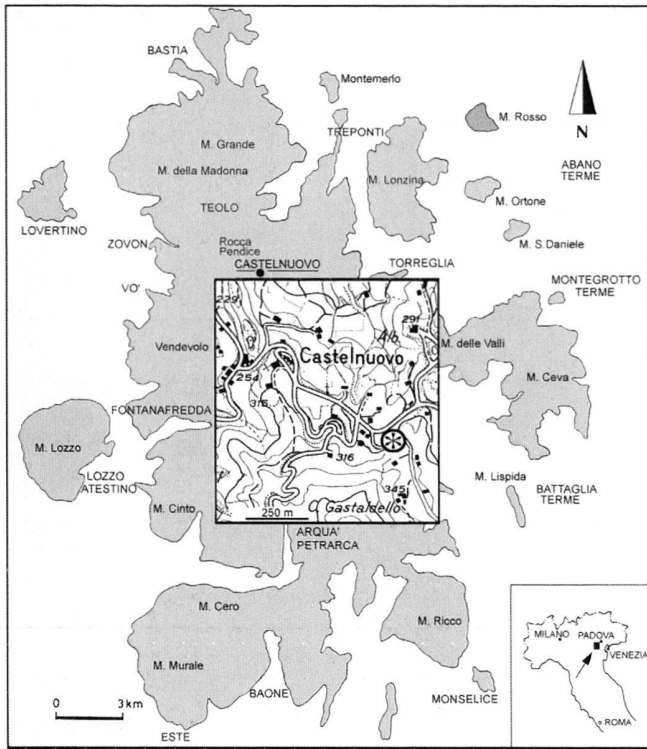 BASTIA
Montemerlo
M. Rosso
TREPONTI
N
M. Grande
ABANO
TERME
M. della Madonna
M. Lonzina
M. Ortone
TEOLO
LOVERTINO
ZOVON
Rocca
Pendice
M. S.Daniele
CASTELNUOVO
TORREGLIA
VO'
MONTEGROTTO
TERME
229
291
Alb.
Castelnuovo
M. delle Valli
Vendevolo
254
M. Ceva
315
FONTANAFREDDA
M. Lozzo
316
M. Lispida
LOZZO
ATESTINO
BATTAGLIA
TERME
345
M. Cinto
C. Gastaldello
250 m
ARQUA'
PETRARCA
M. Cero
M. Ricco
MILANO
PADOVA
VENEZIA
M. Murale
BAONE
MONSELICE
0 3 km
ROMA
ESTE